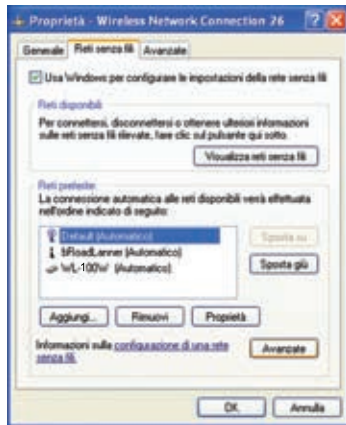 Proprietà - Wireless Network Connection 26
Generale Reti senza fili Avanzate
Usa Windows per configurare le impostazioni della rete senza fili
Reti disponibili
Per connettersi, disconnettersi o ottenere ulteriori informazioni
sulle reti senza fili rilevate, fare clic sul pulsante qui sotto.
Visualizza reti senza fili
Reti preferite
La connessione automatica alle reti disponibili verrà effettuata
nell'ordine indicato di seguito:
Default (Automatico)
bRoadLanner (Automatico)
WL-100W (Automatico)
Sposta su
Sposta giù
Aggiungi... Rimuovi Proprietà
Informazioni sulla configurazione di una rete
senza fili.
Avanzate
OK Annulla